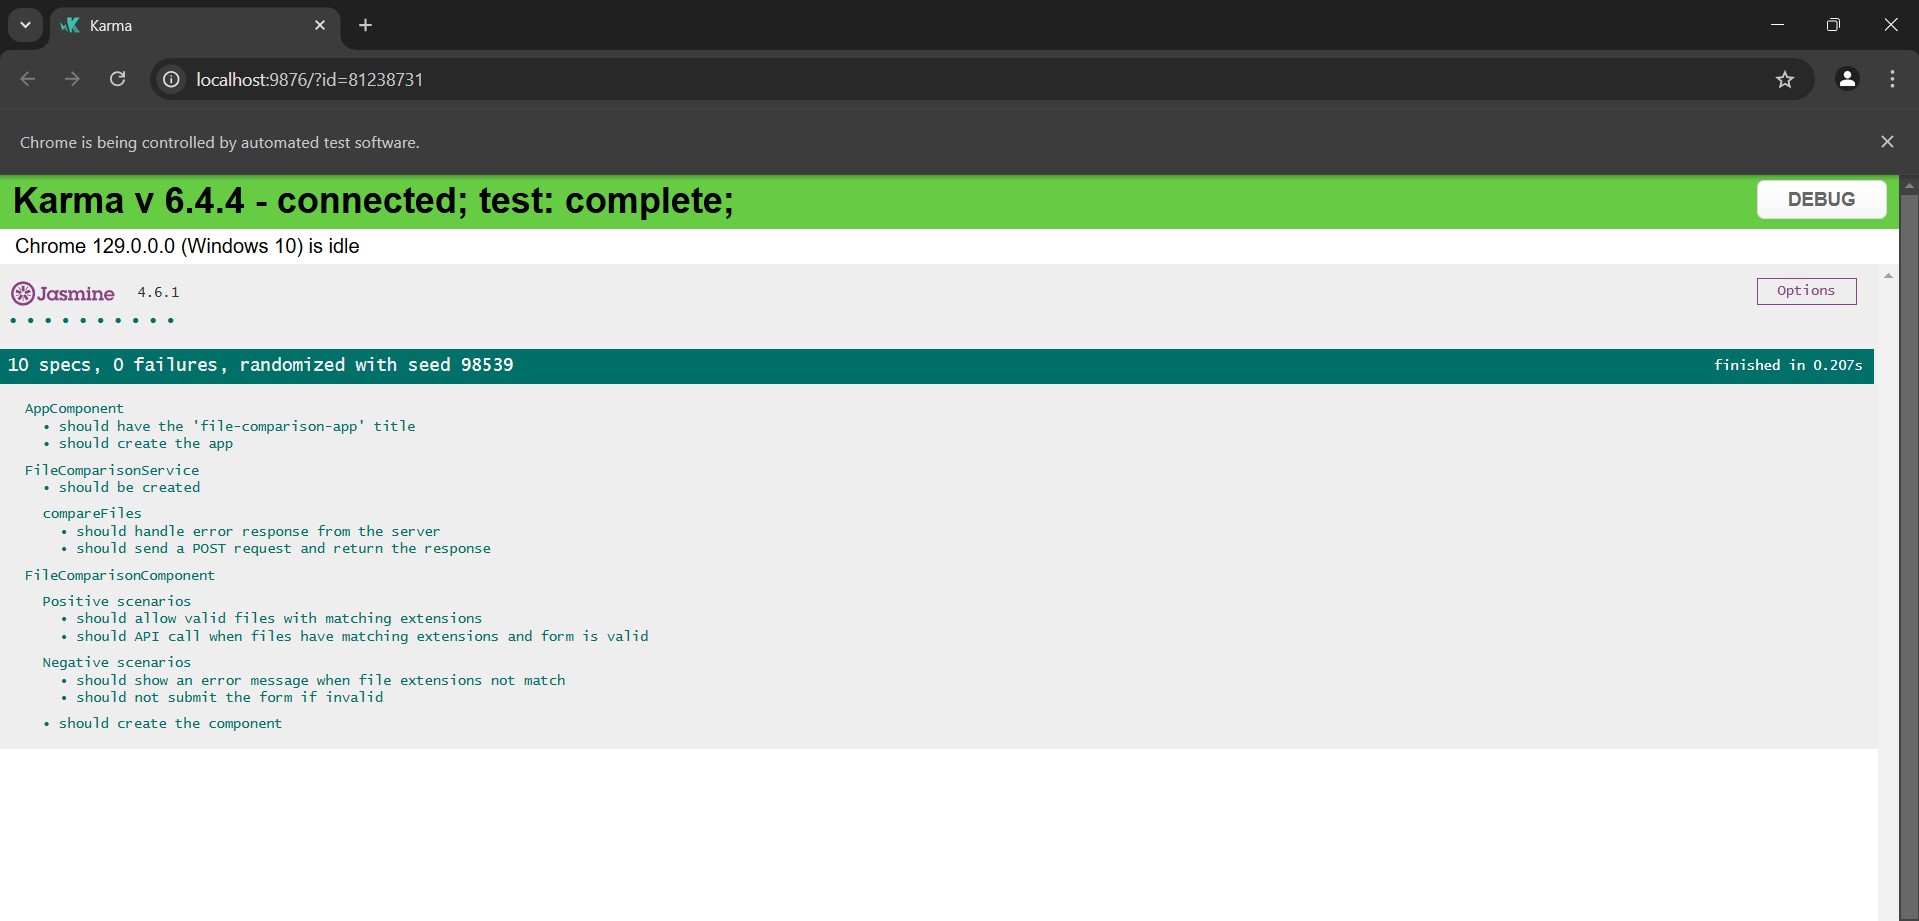 Karma
localhost:9876/?id=81238731
Chrome is being controlled by automated test software.
Karma v 6.4.4 - connected; test: complete;
DEBUG
Chrome 129.0.0.0 (Windows 10) is idle
Jasmine 4.6.1
Options
• • • • • • • • • •
10 specs, 0 failures, randomized with seed 98539
finished in 0.207s
AppComponent
• should have the 'file-comparison-app' title
• should create the app
FileComparisonService
• should be created
compareFiles
• should handle error response from the server
• should send a POST request and return the response
FileComparisonComponent
Positive scenarios
• should allow valid files with matching extensions
• should API call when files have matching extensions and form is valid
Negative scenarios
• should show an error message when file extensions not match
• should not submit the form if invalid
• should create the component